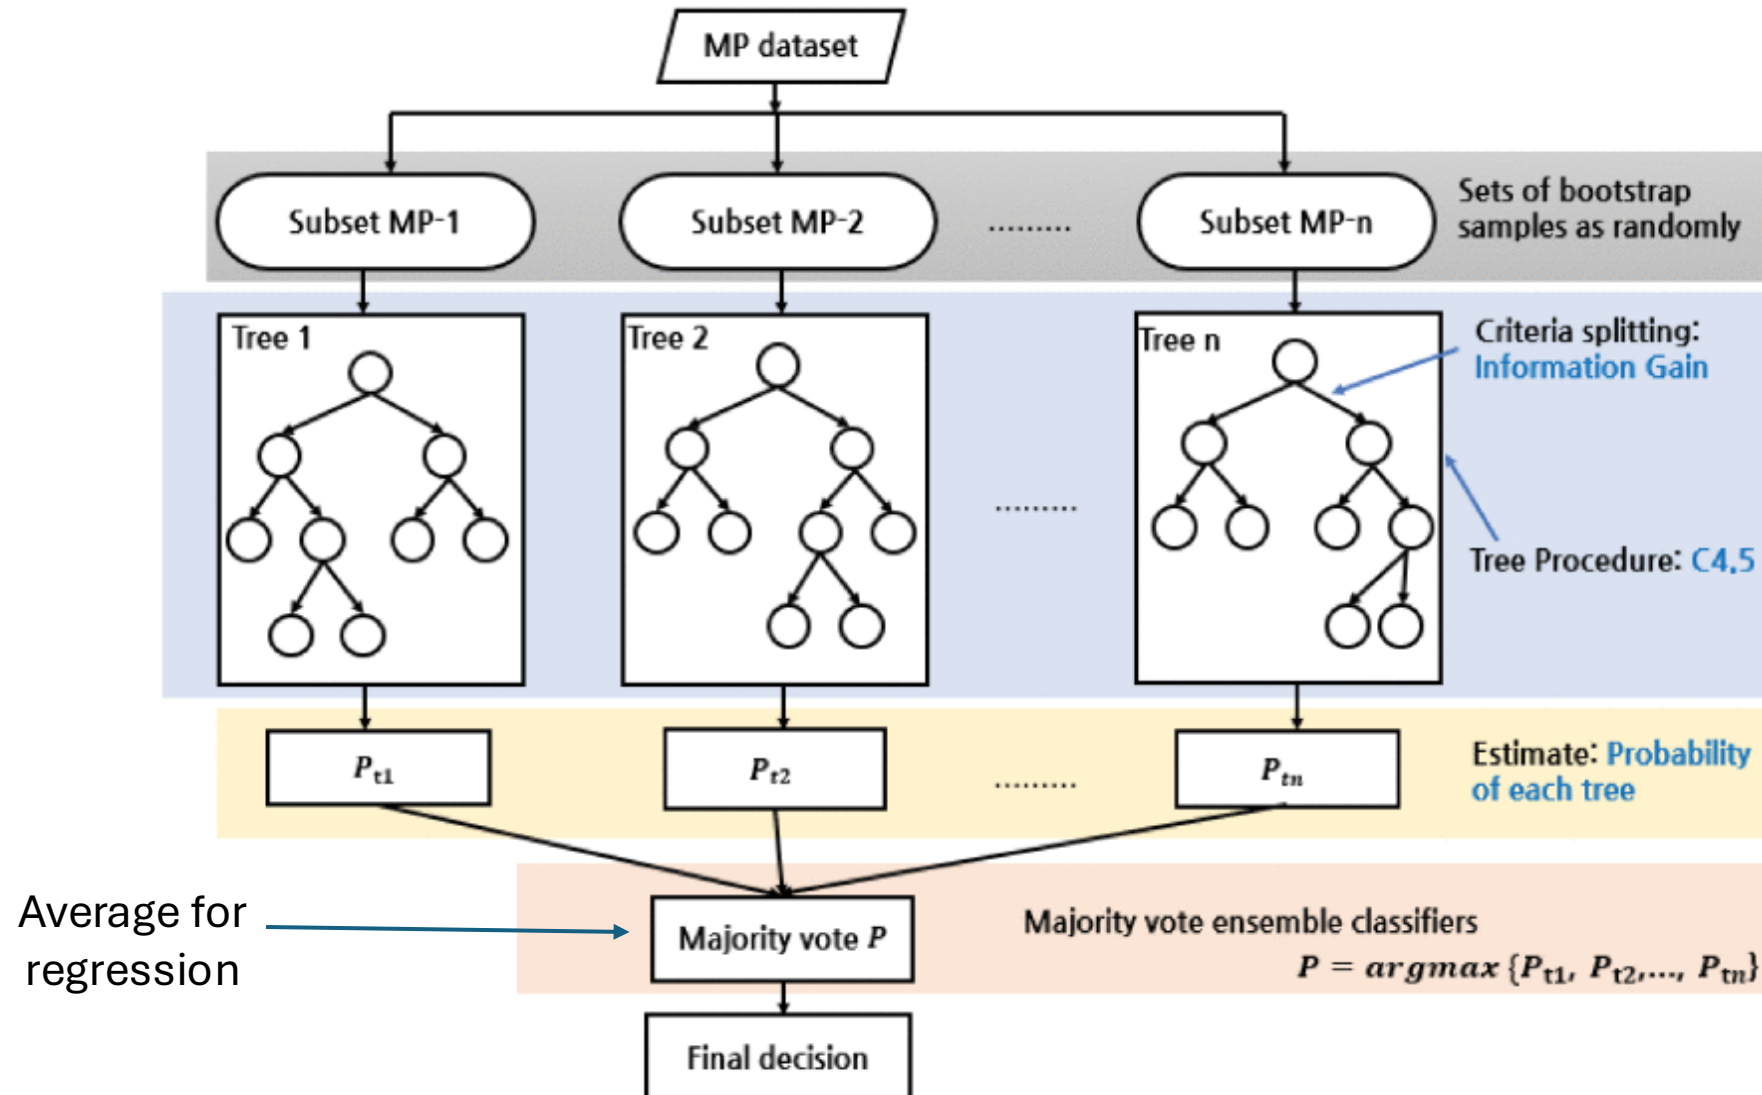 MP dataset
Subset MP-1
Subset MP-2
.........
Subset MP-n
Sets of bootstrap
samples as randomly
Tree 1
Tree 2
Tree n
Criteria splitting:
Information Gain
.........
Tree Procedure: C4,5
P_t1
P_t2
.........
P_tn
Estimate: Probability
of each tree
Average for
regression
Majority vote P
Majority vote ensemble classifiers
P = argmax {P_t1, P_t2,..., P_tn}
Final decision